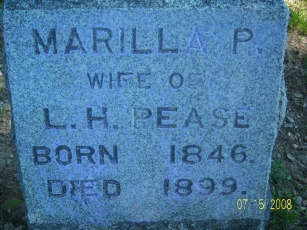 MARILLA P.
WIFE OF
L. H. PEASE
BORN 1846.
DIED 1899.
07 15 2008